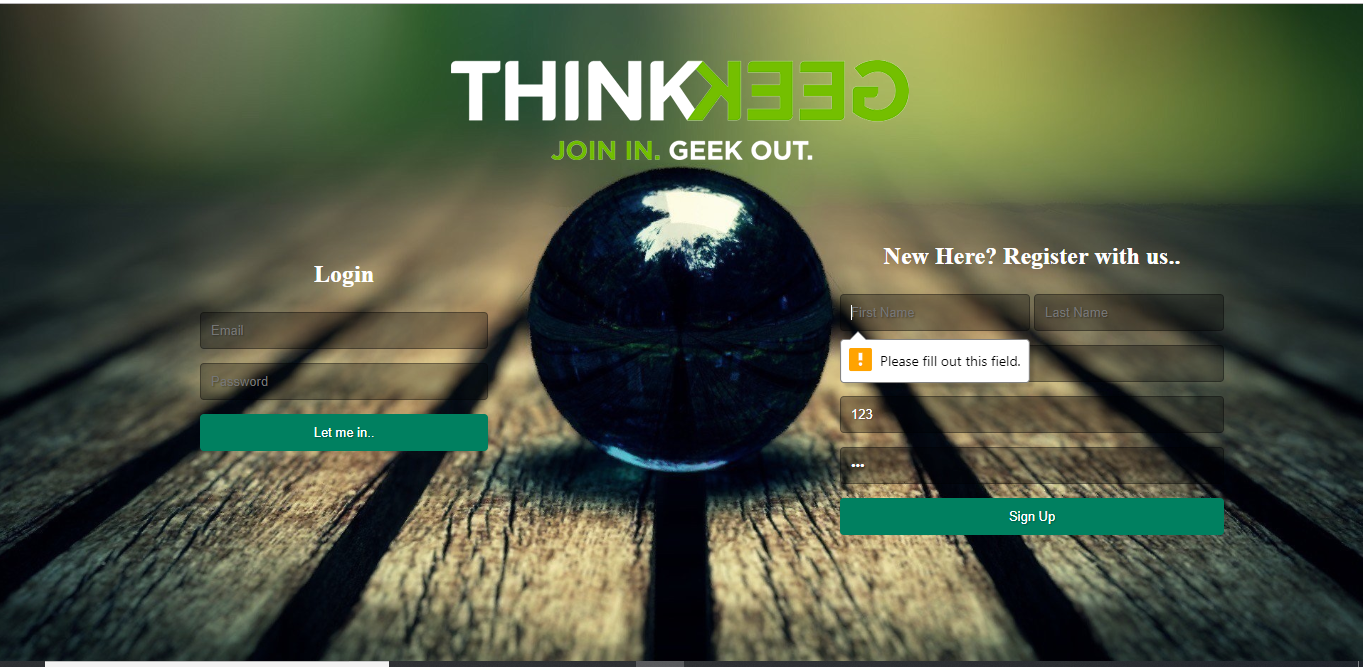 THINKGEEK
JOIN IN. GEEK OUT.
Login
Email
Password
Let me in..
New Here? Register with us..
First Name
Last Name
Please fill out this field.
123
•••
Sign Up